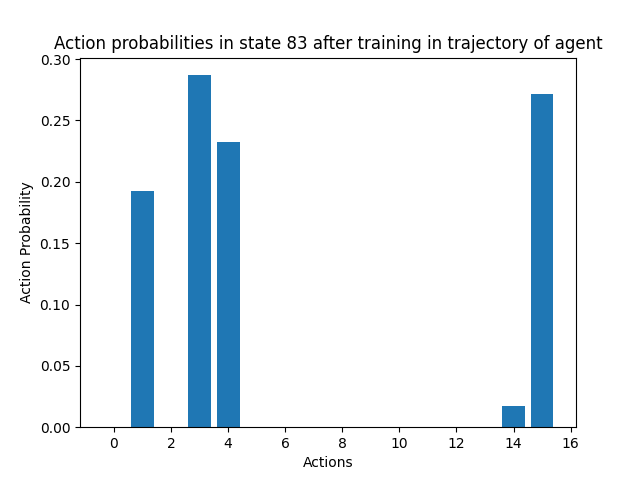 Action probabilities in state 83 after training in trajectory of agent
0.30
0.25
0.20
0.15
0.10
0.05
0.00
Action Probability
0 2 4 6 8 10 12 14 16
Actions